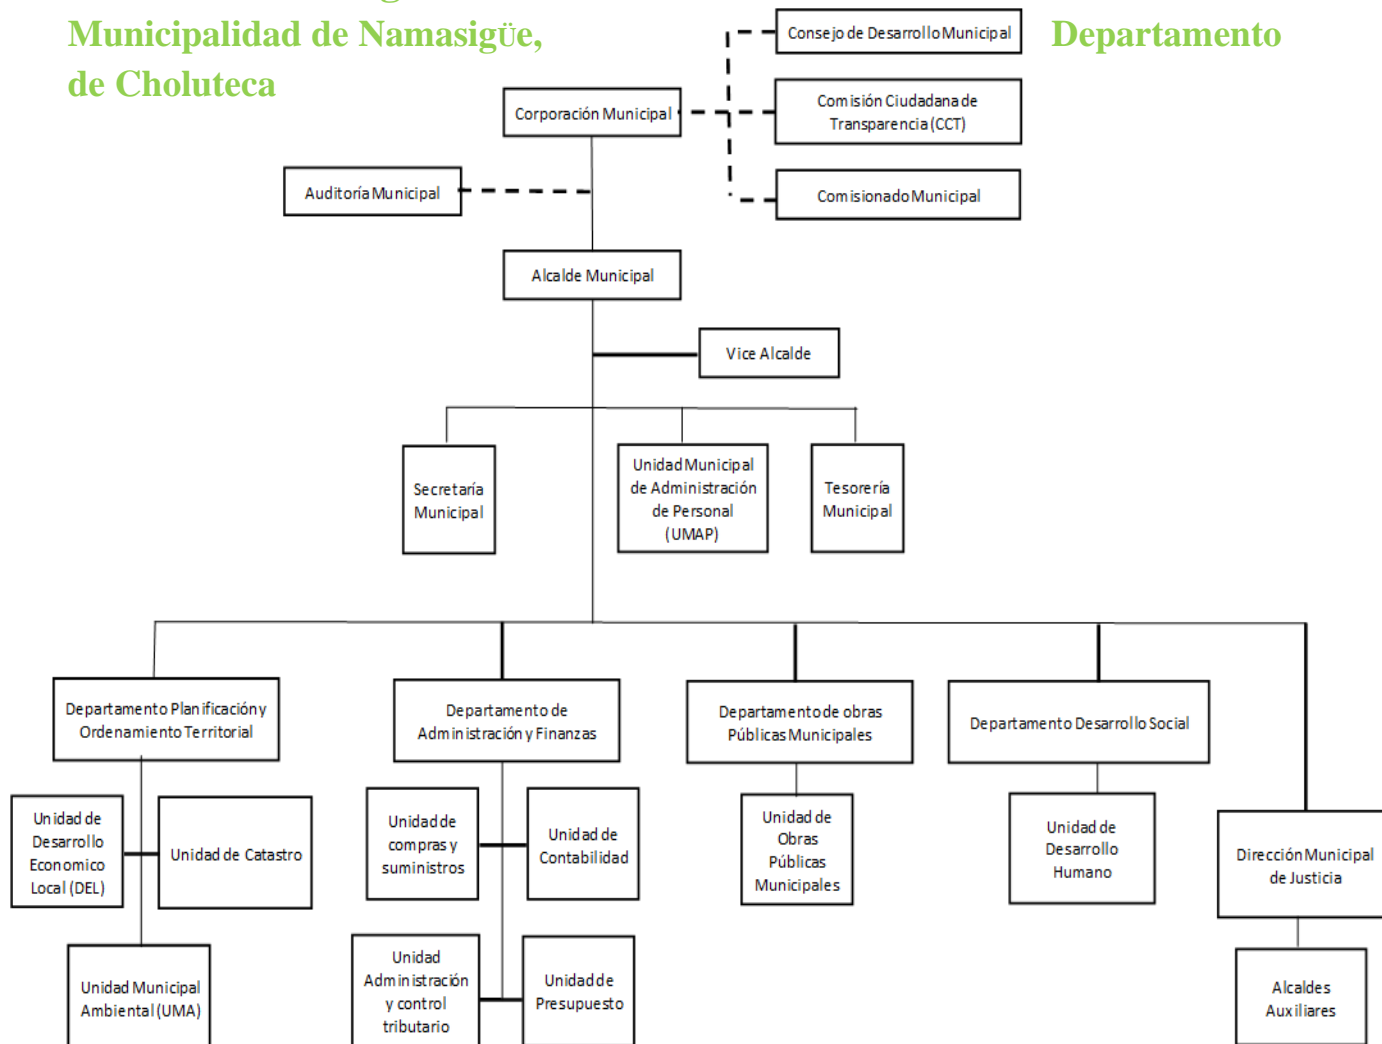 Municipalidad de Namasigüe, Departamento
de Choluteca
Consejo de Desarrollo Municipal
Corporación Municipal
Comisión Ciudadana de
Transparencia (CCT)
Auditoría Municipal
Comisionado Municipal
Alcalde Municipal
Vice Alcalde
Secretaría
Municipal
Unidad Municipal
de Administración
de Personal
(UMAP)
Tesorería
Municipal
Departamento Planificación y
Ordenamiento Territorial
Departamento de
Administración y Finanzas
Departamento de obras
Públicas Municipales
Departamento Desarrollo Social
Unidad de
Desarrollo
Economico
Local (DEL)
Unidad de Catastro
Unidad de
compras y
suministros
Unidad de
Contabilidad
Unidad de
Obras
Públicas
Municipales
Unidad de
Desarrollo
Humano
Dirección Municipal
de Justicia
Unidad Municipal
Ambiental (UMA)
Unidad
Administración
y control
tributario
Unidad de
Presupuesto
Alcaldes
Auxiliares